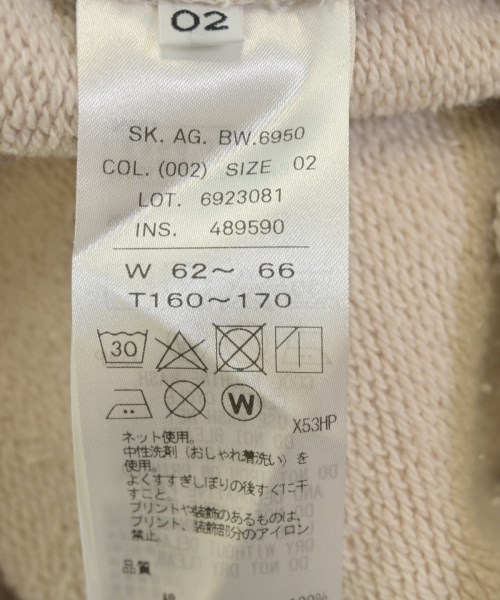 02
SK. AG. BW.6950
COL. (002) SIZE 02
LOT. 6923081
INS. 489590
W 62～ 66
T160～170
30
W
X53HP
ネット使用。
中性洗剤（おしゃれ着洗い）を
使用。
よくすすぎしぼりの後すぐに干
すこと。
プリントや装飾のあるものは、
プリント、装飾部分のアイロン
禁止。
品質